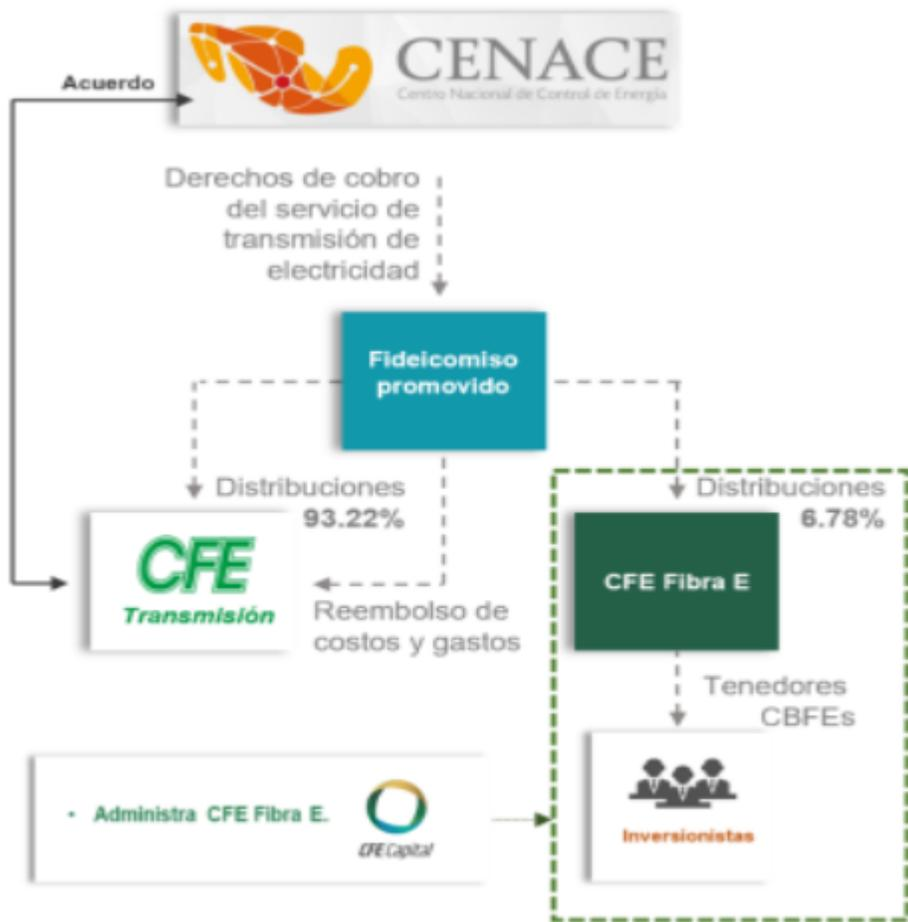 CENACE
Centro Nacional de Control de Energía
Acuerdo
Derechos de cobro
del servicio de
transmisión de
electricidad
Fideicomiso
promovido
Distribuciones
93.22%
Distribuciones
6.78%
CFE
Transmisión
Reembolso de
costos y gastos
CFE Fibra E
Tenedores
CBFEs
• Administra CFE Fibra E.
CFECapital
Inversionistas